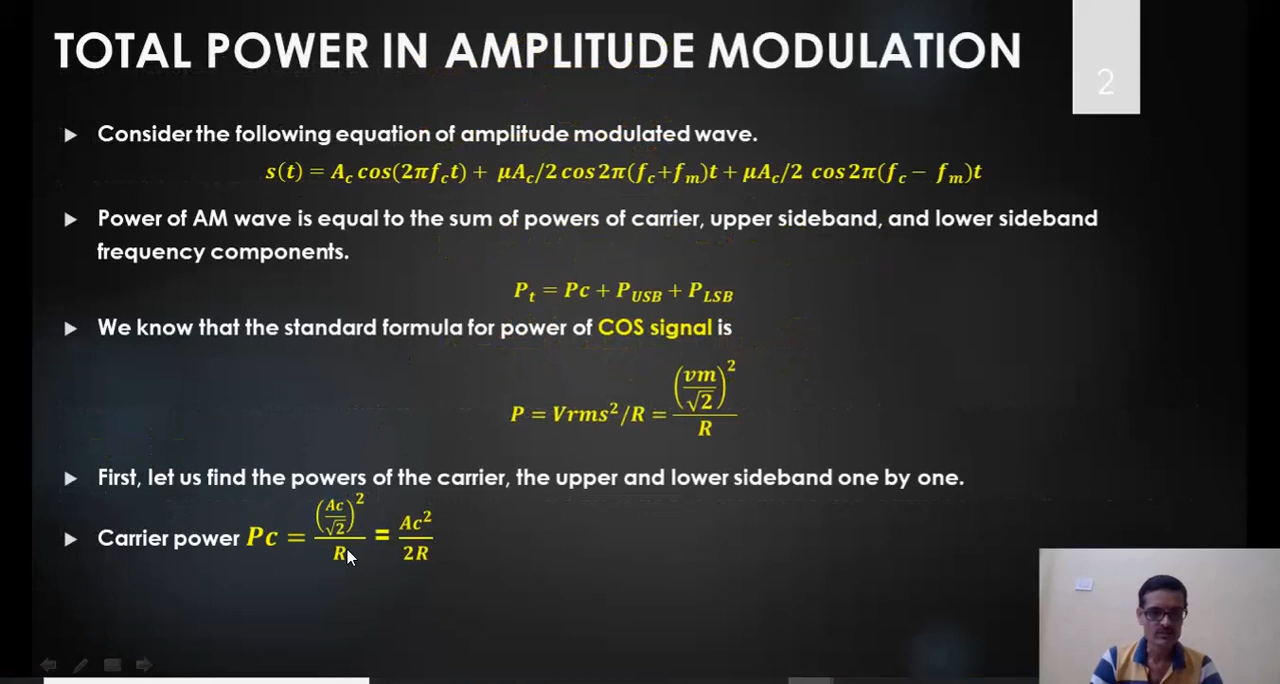 TOTAL POWER IN AMPLITUDE MODULATION
2
▶ Consider the following equation of amplitude modulated wave.
s(t) = A_c cos(2πf_c t) + μA_c/2 cos 2π(f_c+f_m)t + μA_c/2 cos 2π(f_c − f_m)t
▶ Power of AM wave is equal to the sum of powers of carrier, upper sideband, and lower sideband
frequency components.
P_t = Pc + P_USB + P_LSB
▶ We know that the standard formula for power of COS signal is
P = Vrms²/R = (vm/√2)²/R
▶ First, let us find the powers of the carrier, the upper and lower sideband one by one.
▶ Carrier power Pc = (Ac/√2)²/R = Ac²/2R